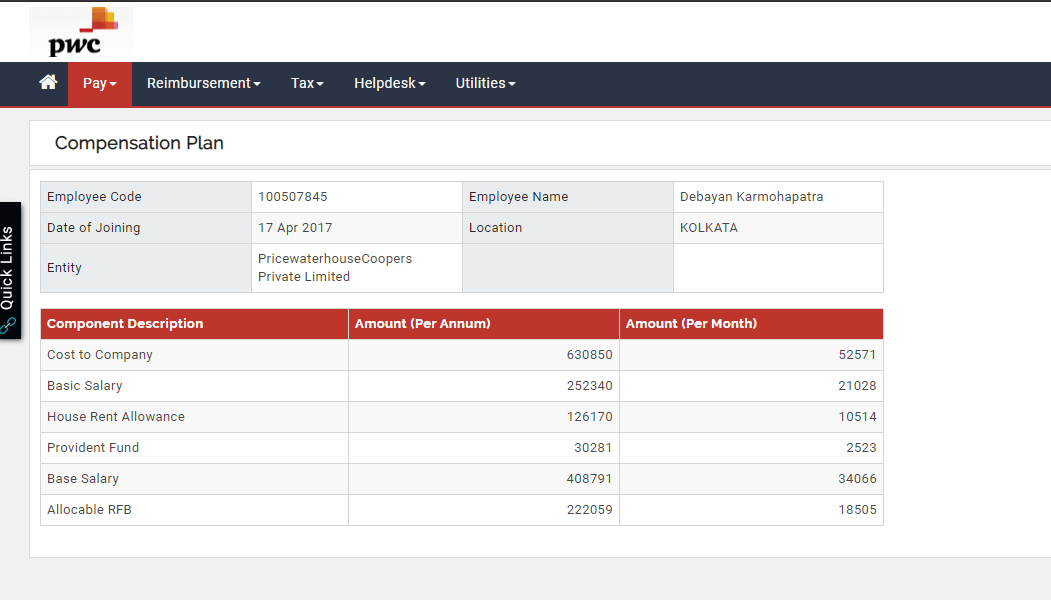 pwc
Pay Reimbursement Tax Helpdesk Utilities
Compensation Plan
Quick Links
Employee Code 100507845 Employee Name Debayan Karmohapatra
Date of Joining 17 Apr 2017 Location KOLKATA
Entity PricewaterhouseCoopers
Private Limited
Component Description Amount (Per Annum) Amount (Per Month)
Cost to Company 630850 52571
Basic Salary 252340 21028
House Rent Allowance 126170 10514
Provident Fund 30281 2523
Base Salary 408791 34066
Allocable RFB 222059 18505